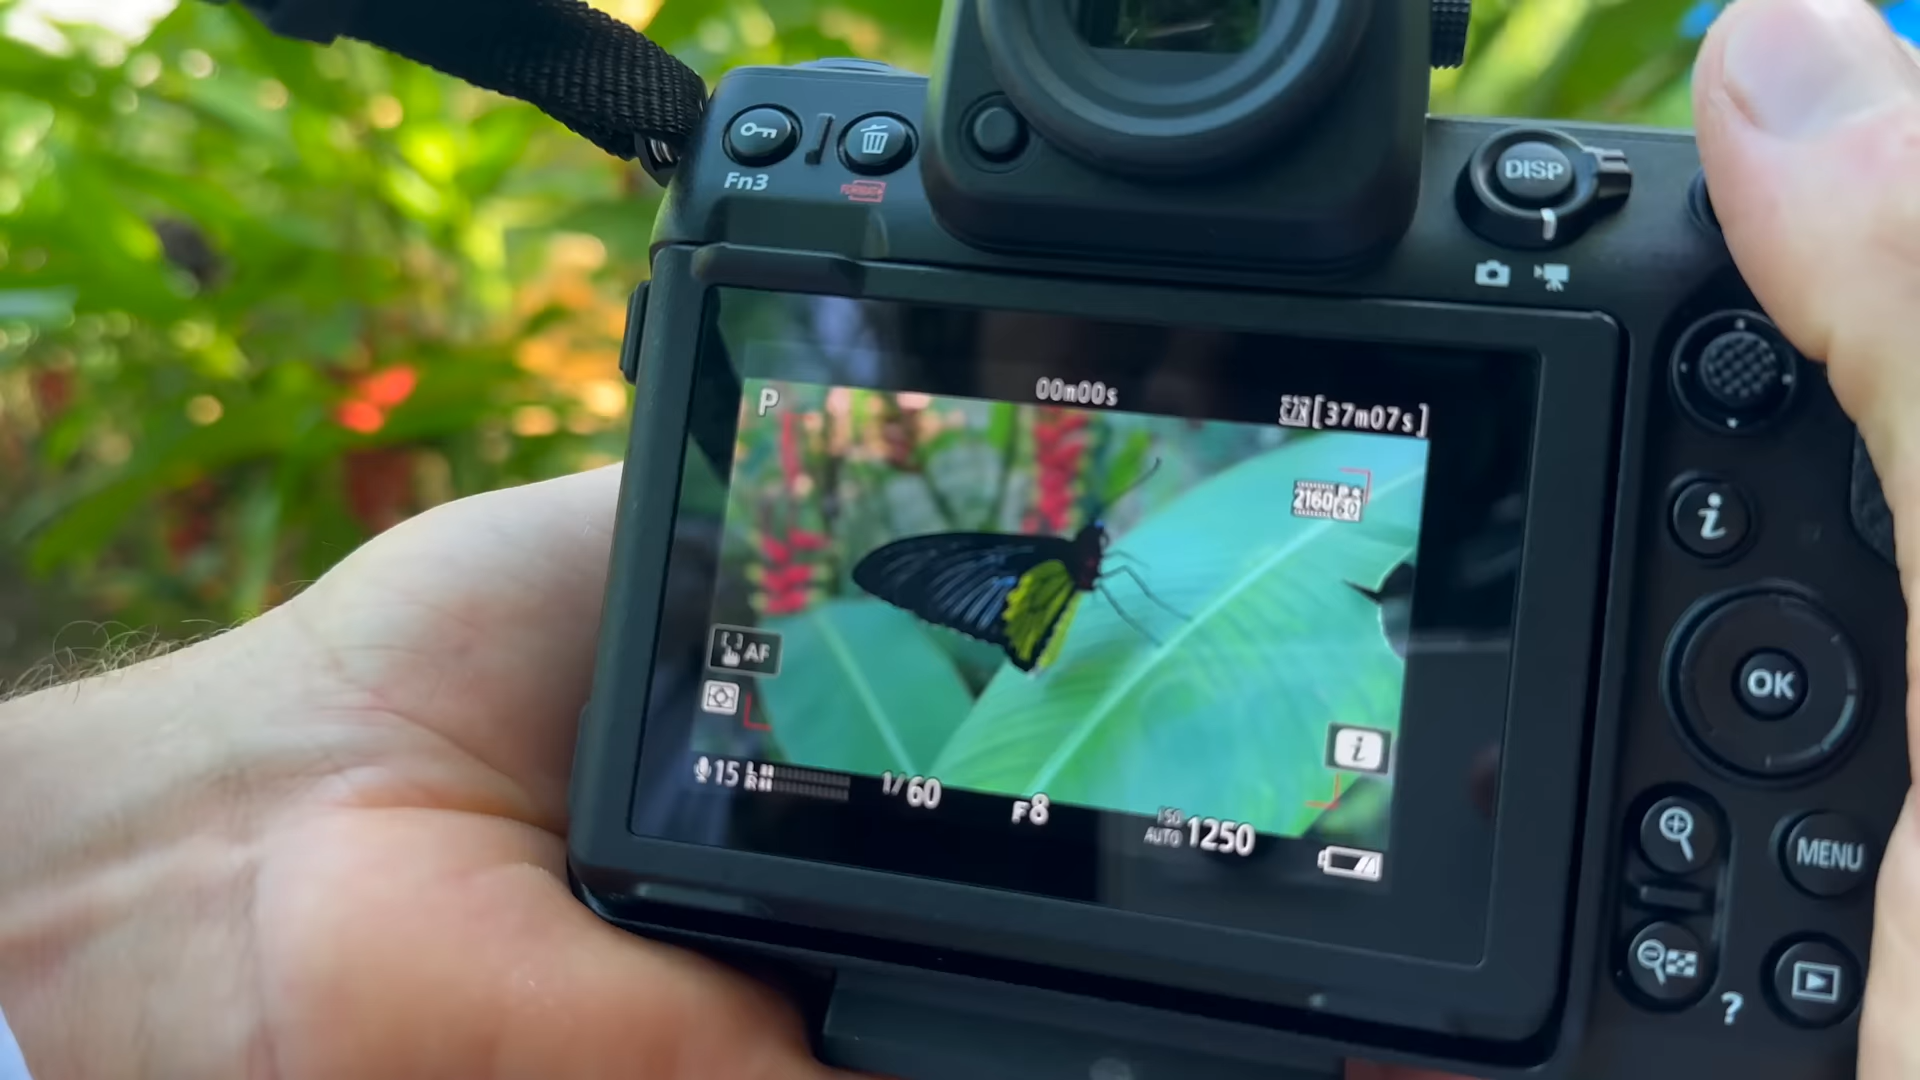 Fn3
DISP
P
00m00s
[37m07s]
2160
60
AF
i
i
OK
15 L
R
1/60
F8
ISO
AUTO 1250
MENU
?